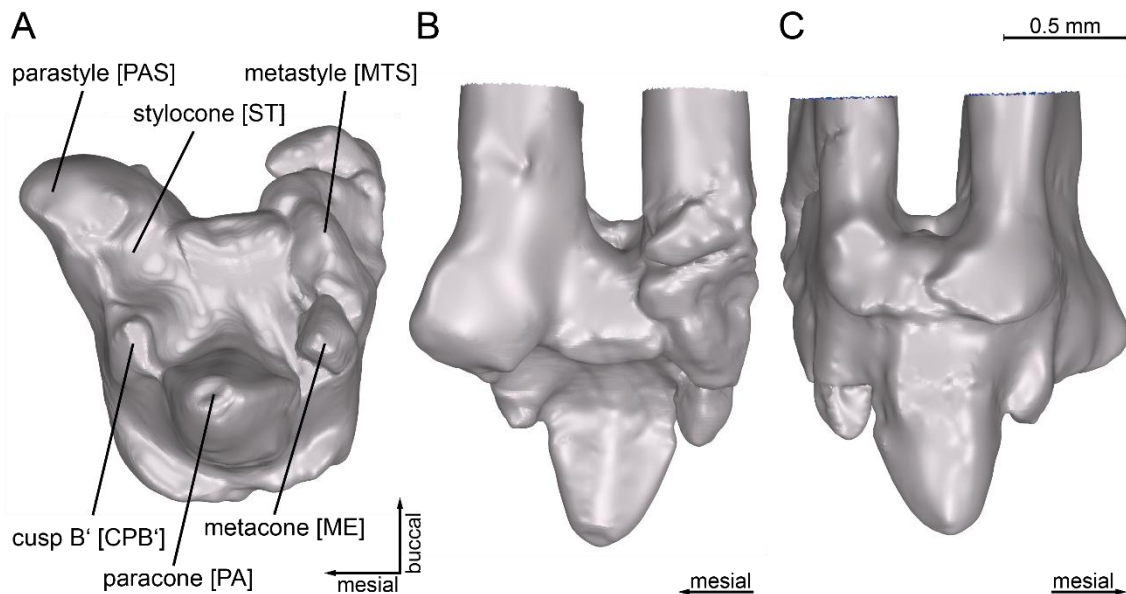 A
B
C
0.5 mm
parastyle [PAS]
metastyle [MTS]
stylocone [ST]
cusp B‘ [CPB‘]
metacone [ME]
paracone [PA]
buccal
mesial
mesial
mesial